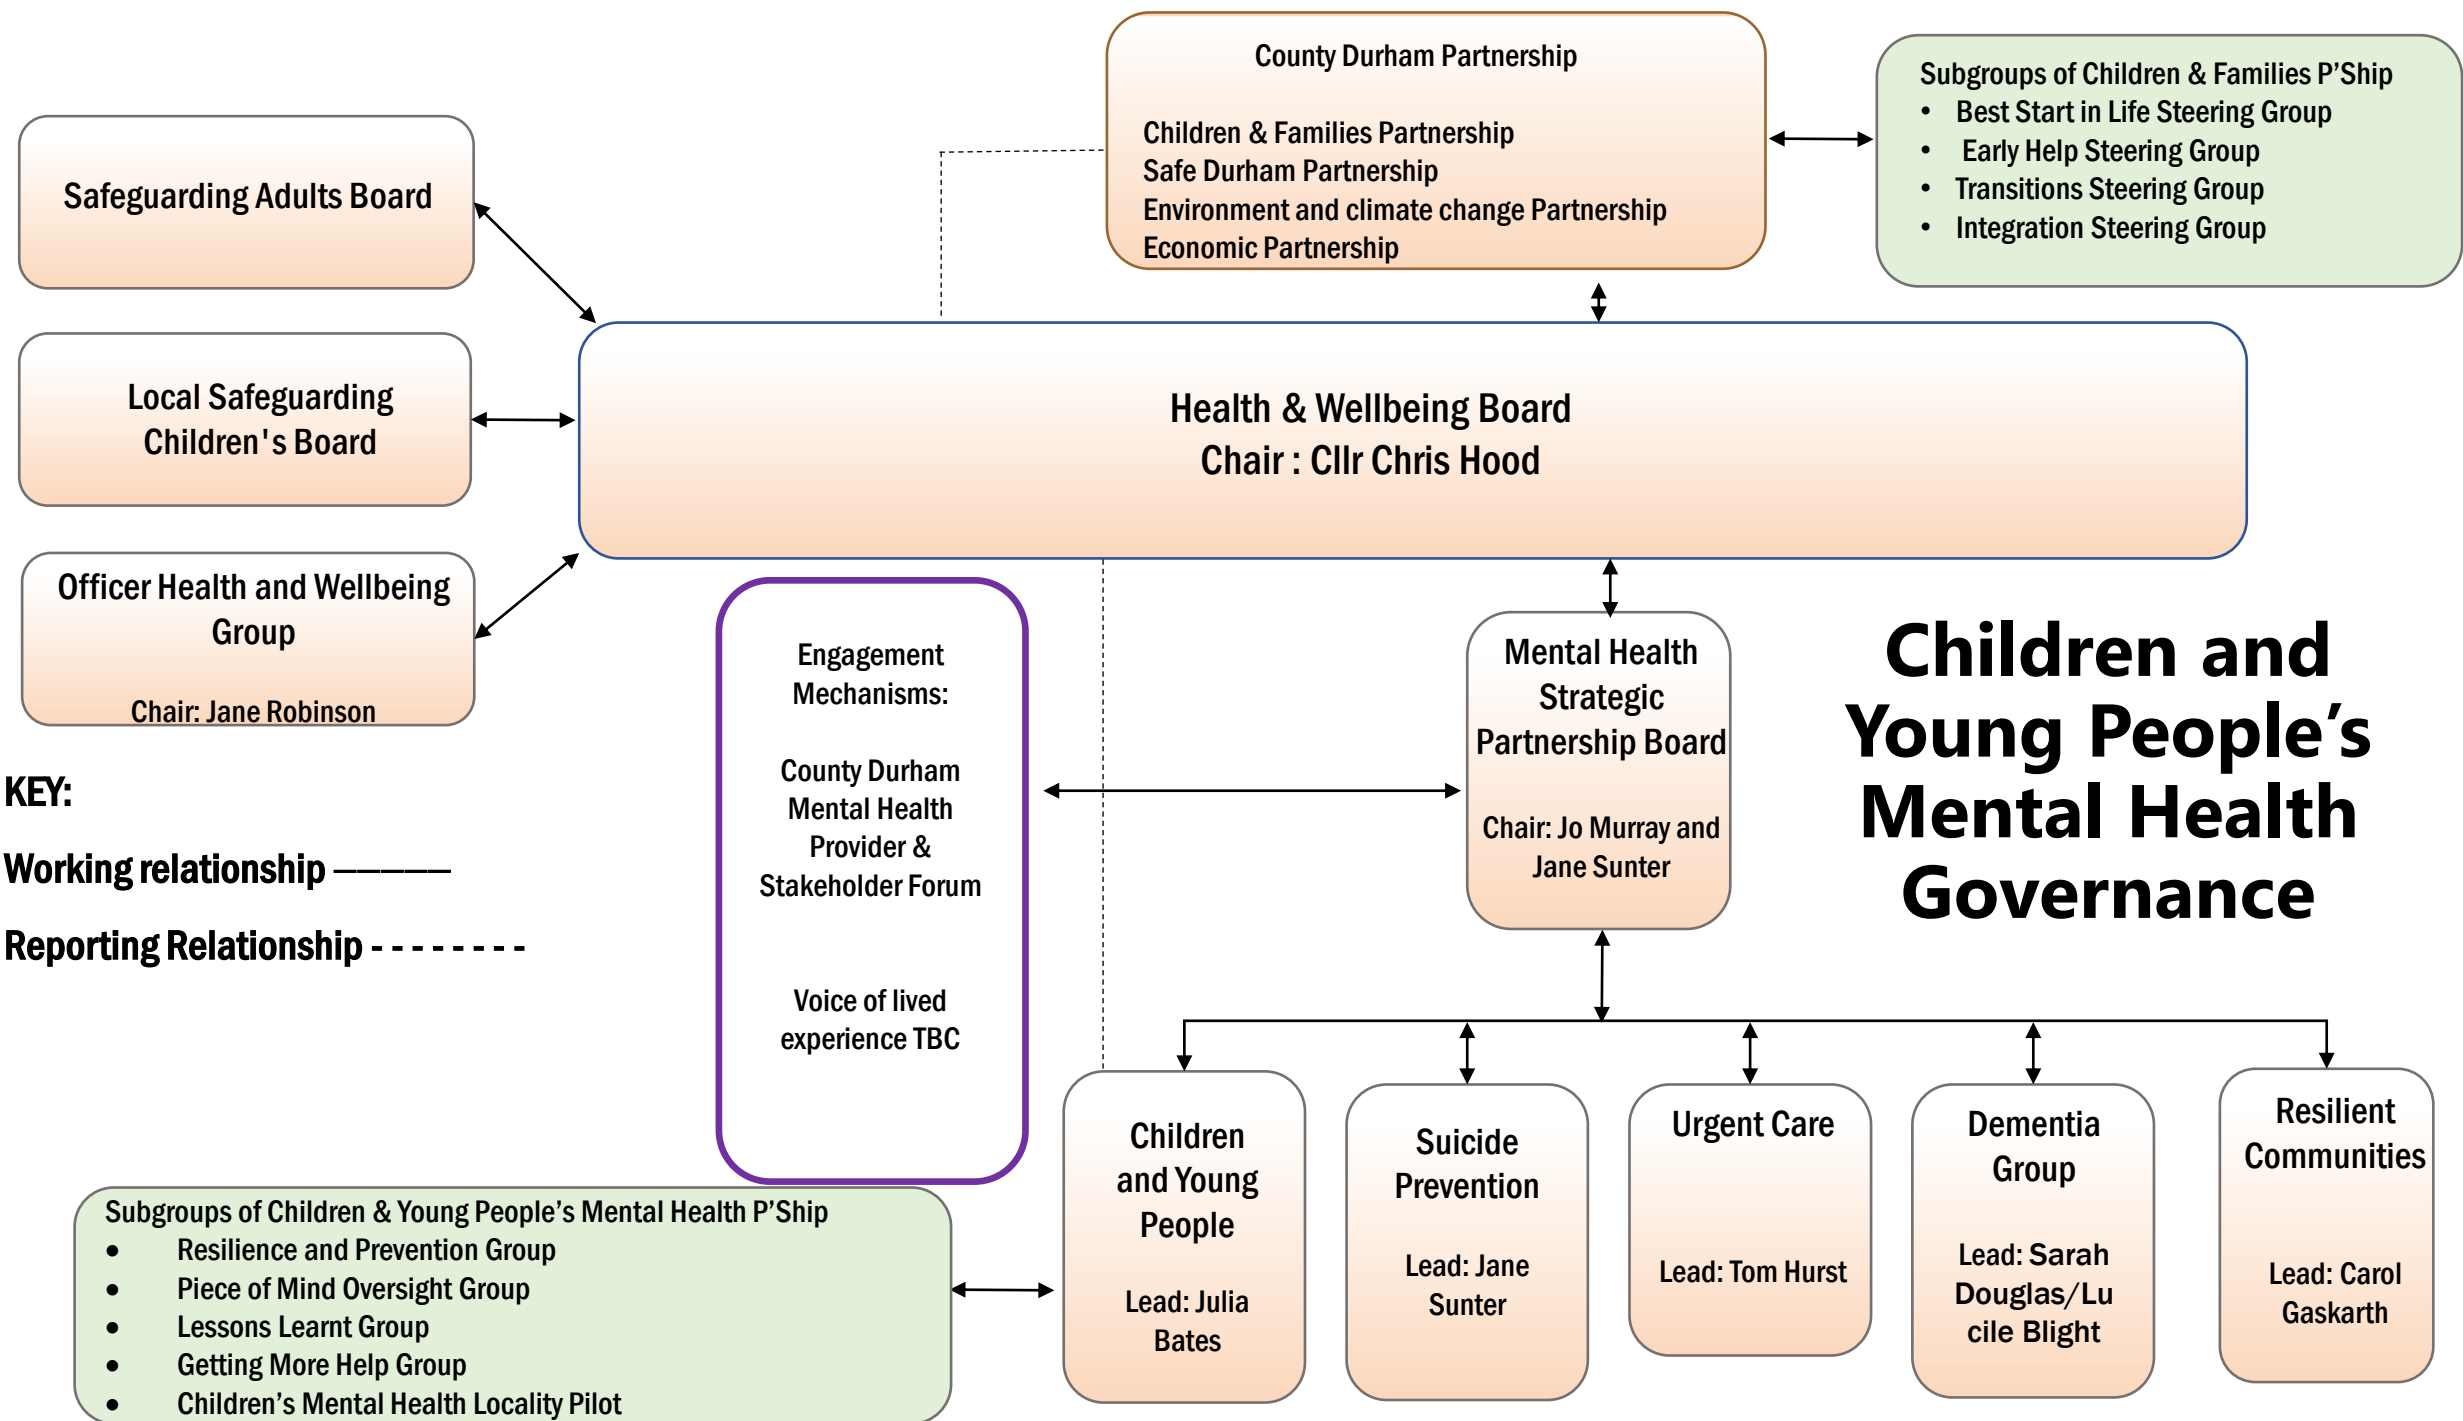 County Durham Partnership
Children & Families Partnership
Safe Durham Partnership
Environment and climate change Partnership
Economic Partnership
Subgroups of Children & Families P’Ship
• Best Start in Life Steering Group
• Early Help Steering Group
• Transitions Steering Group
• Integration Steering Group
Safeguarding Adults Board
Local Safeguarding
Children's Board
Officer Health and Wellbeing
Group
Chair: Jane Robinson
Health & Wellbeing Board
Chair : Cllr Chris Hood
KEY:
Working relationship –––––
Reporting Relationship - - - - - - - -
Engagement
Mechanisms:
County Durham
Mental Health
Provider &
Stakeholder Forum
Voice of lived
experience TBC
Mental Health
Strategic
Partnership Board
Chair: Jo Murray and
Jane Sunter
Children and
Young People’s
Mental Health
Governance
Subgroups of Children & Young People’s Mental Health P’Ship
• Resilience and Prevention Group
• Piece of Mind Oversight Group
• Lessons Learnt Group
• Getting More Help Group
• Children’s Mental Health Locality Pilot
Children
and Young
People
Lead: Julia
Bates
Suicide
Prevention
Lead: Jane
Sunter
Urgent Care
Lead: Tom Hurst
Dementia
Group
Lead: Sarah
Douglas/Lu
cile Blight
Resilient
Communities
Lead: Carol
Gaskarth